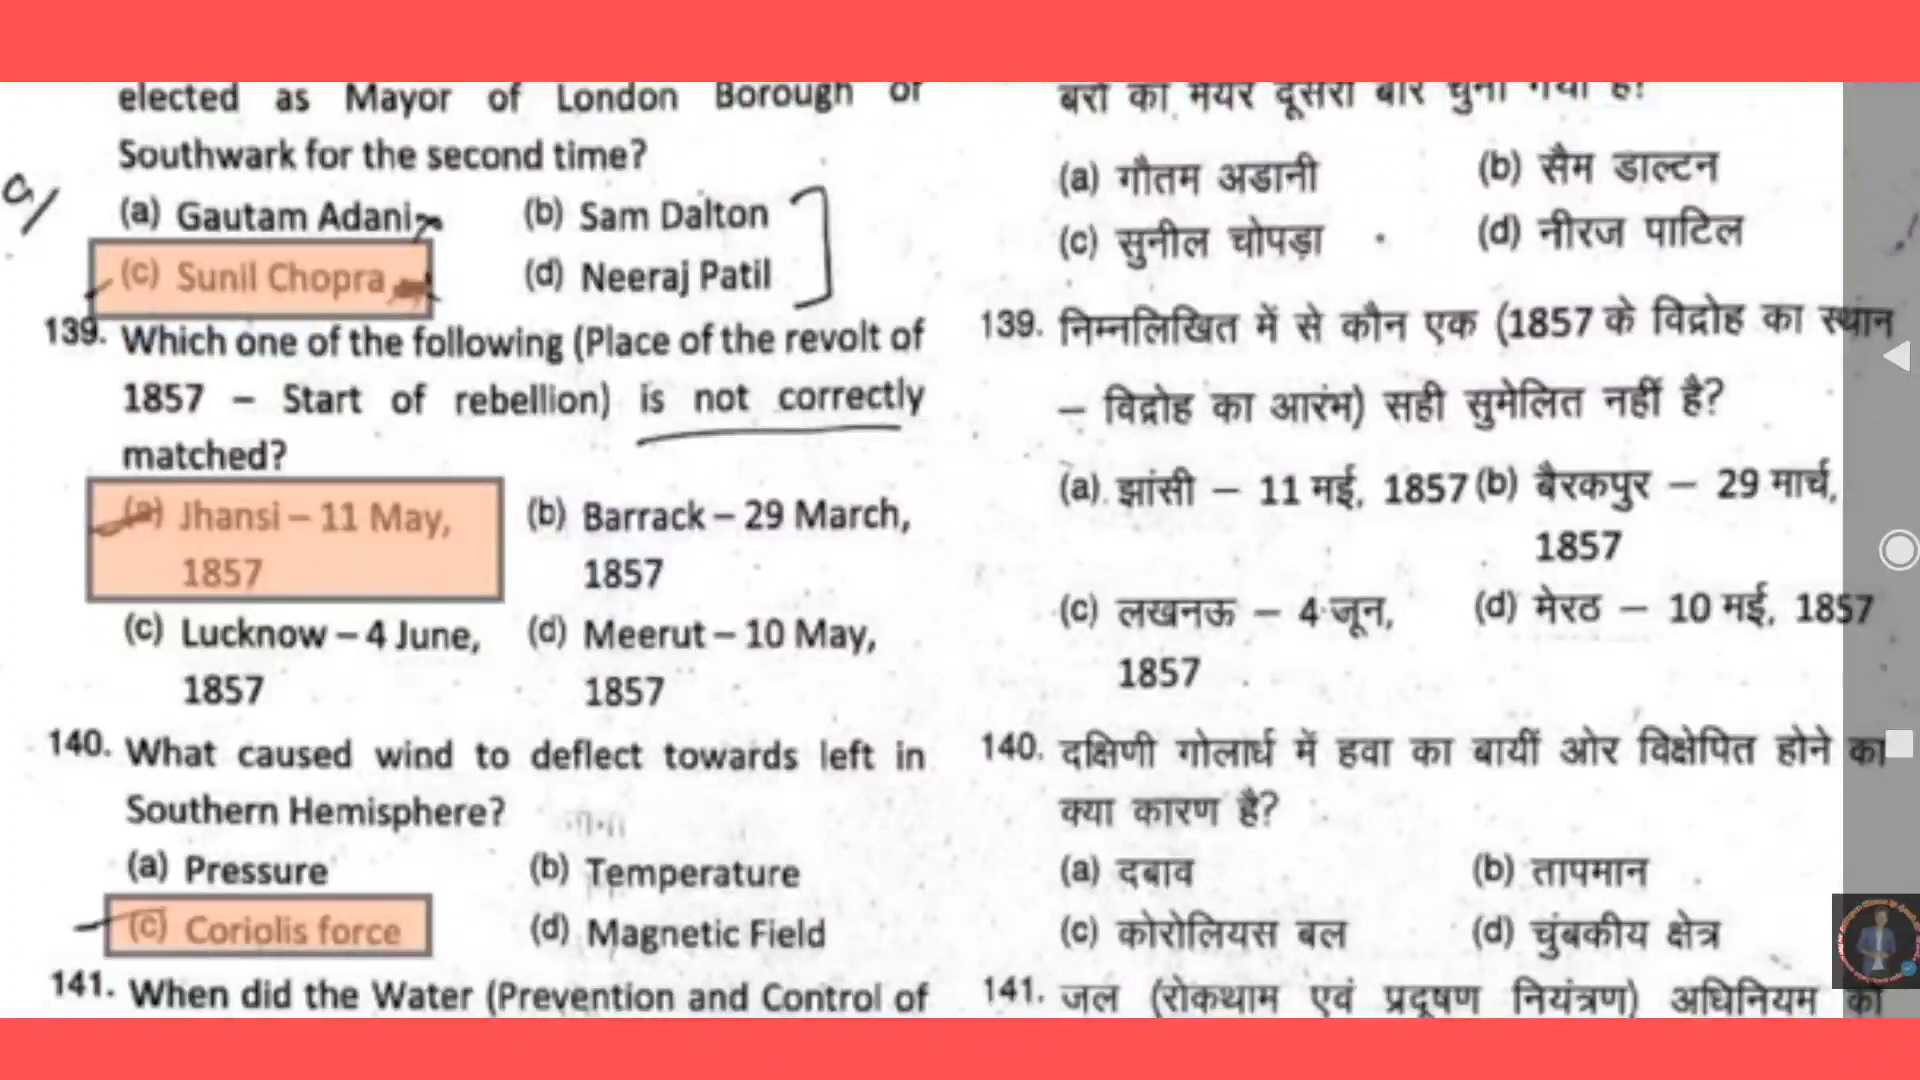 elected as Mayor of London Borough of
Southwark for the second time?
(a) Gautam Adani
(b) Sam Dalton
(c) Sunil Chopra
(d) Neeraj Patil
139. Which one of the following (Place of the revolt of
1857 – Start of rebellion) is not correctly
matched?
(a) Jhansi – 11 May,
1857
(b) Barrack – 29 March,
1857
(c) Lucknow – 4 June,
1857
(d) Meerut – 10 May,
1857
140. What caused wind to deflect towards left in
Southern Hemisphere?
(a) Pressure
(b) Temperature
(c) Coriolis force
(d) Magnetic Field
141. When did the Water (Prevention and Control of
बरो का मेयर दूसरी बार चुना गया है?
(a) गौतम अडानी
(b) सैम डाल्टन
(c) सुनील चोपड़ा
(d) नीरज पाटिल
139. निम्नलिखित में से कौन एक (1857 के विद्रोह का स्थान
– विद्रोह का आरंभ) सही सुमेलित नहीं है?
(a) झांसी – 11 मई, 1857
(b) बैरकपुर – 29 मार्च,
1857
(c) लखनऊ – 4 जून,
1857
(d) मेरठ – 10 मई, 1857
140. दक्षिणी गोलार्ध में हवा का बायीं ओर विक्षेपित होने का
क्या कारण है?
(a) दबाव
(b) तापमान
(c) कोरोलियस बल
(d) चुंबकीय क्षेत्र
141. जल (रोकथाम एवं प्रदूषण नियंत्रण) अधिनियम को